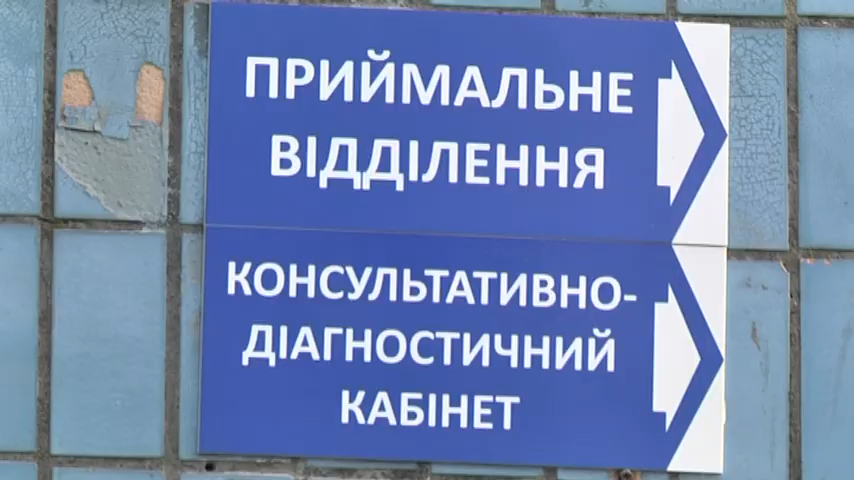 ПРИЙМАЛЬНЕ
ВІДДІЛЕННЯ
КОНСУЛЬТАТИВНО-
ДІАГНОСТИЧНИЙ
КАБІНЕТ